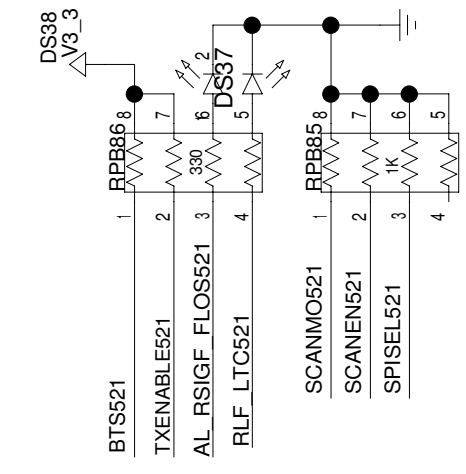 DS38
V3_3
2
DS37
1
8
7
6
5
RPB86
330
1
2
3
4
BTS521
TXENABLE521
AL_RSIGF_FLOS521
RLF_LTC521
8
7
6
5
RPB85
1K
1
2
3
4
SCANMO521
SCANEN521
SPISEL521